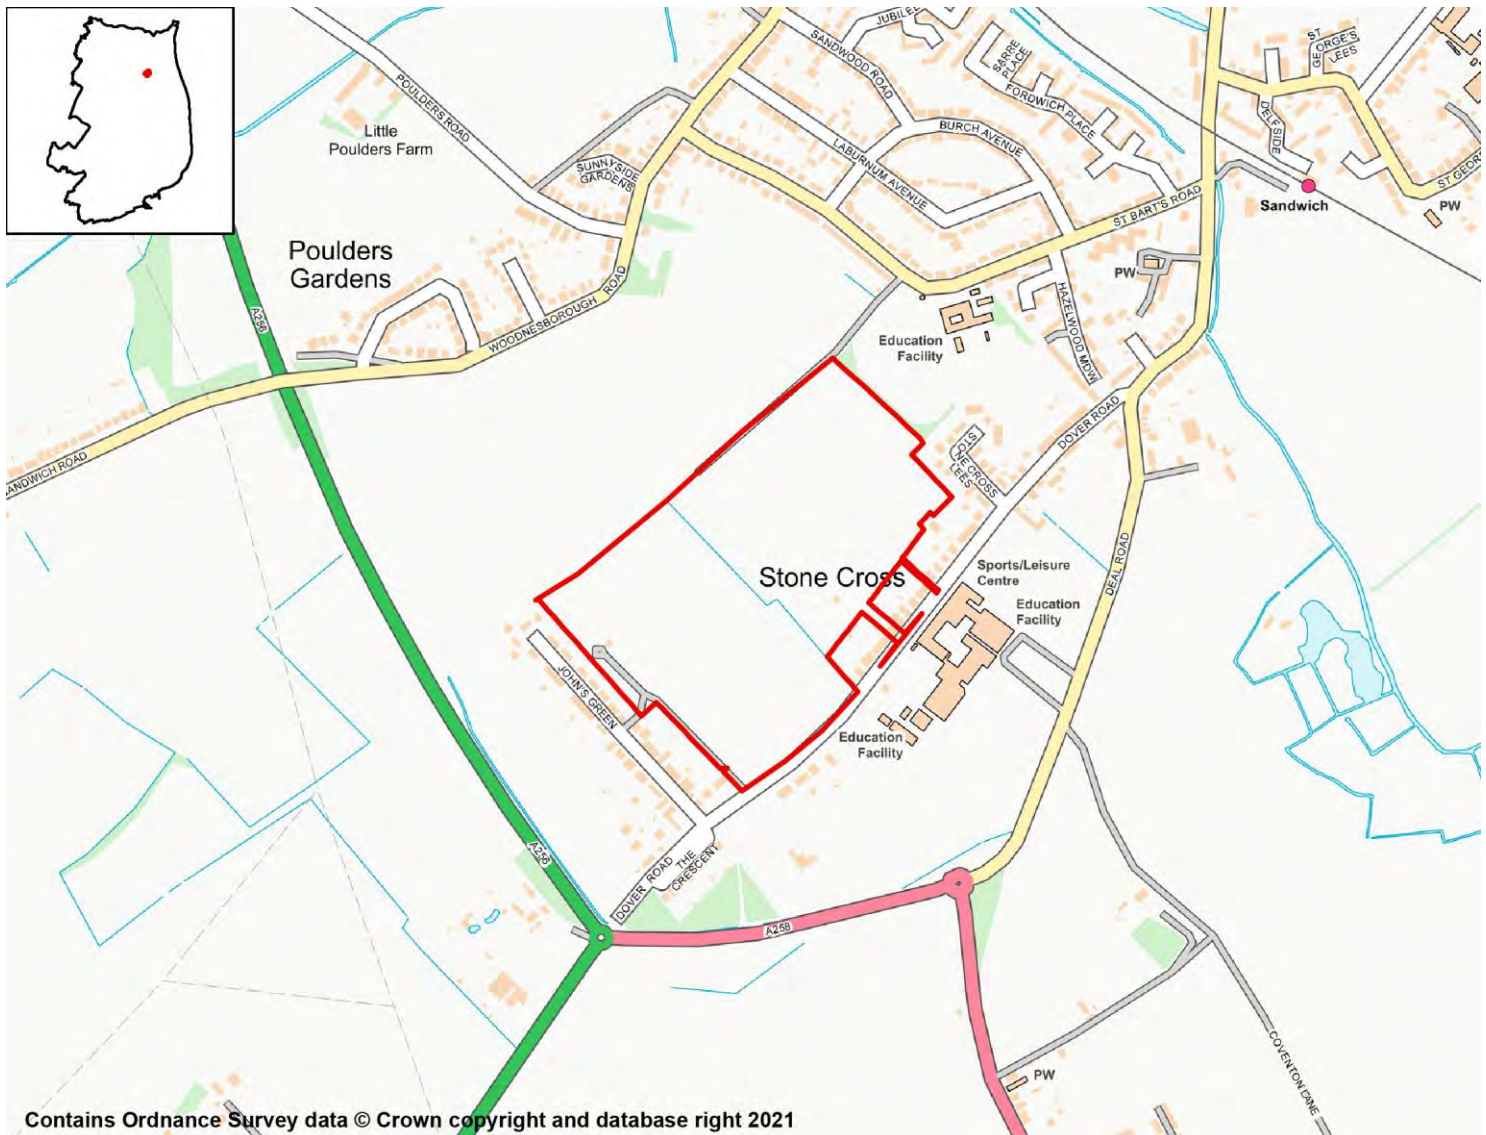 JUBILEE
SANDWOOD ROAD
SARRE
PLACE
FORDWICH PLACE
ST
GEORGE'S
LEES
DELF SIDE
POULDERS ROAD
Little
Poulders Farm
BURCH AVENUE
LABURNUM AVENUE
SUNNYSIDE
GARDENS
ST BART'S ROAD
Sandwich
PW
ST GEOR
Poulders
Gardens
WOODNESBOROUGH ROAD
A256
PW
HAZELWOOD MDW
Education
Facility
DOVER ROAD
STO
NE CROSS
LEES
ANDWICH ROAD
DEAL ROAD
Stone Cross
Sports/Leisure
Centre
Education
Facility
JOHN'S GREEN
Education
Facility
A256
DOVER ROAD
THE
CRESCENT
A258
COVENTON LANE
PW
Contains Ordnance Survey data © Crown copyright and database right 2021